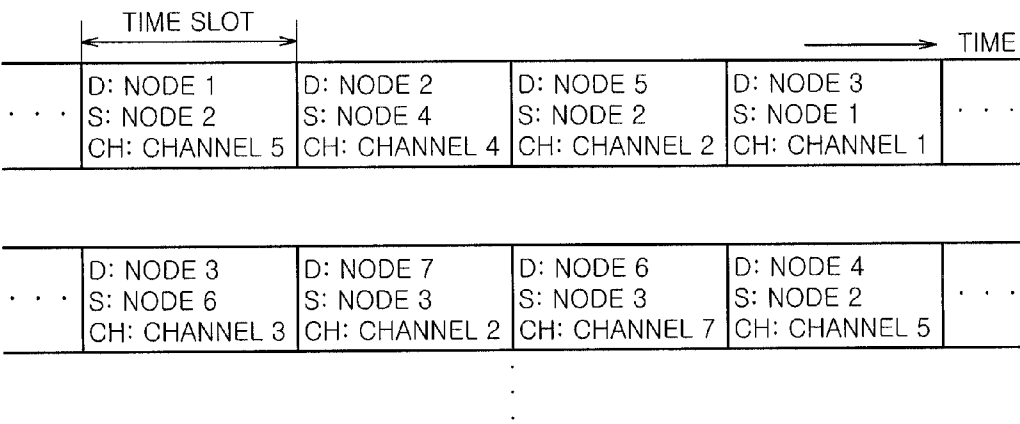 TIME SLOT
TIME
D: NODE 1 D: NODE 2 D: NODE 5 D: NODE 3
· · · S: NODE 2 S: NODE 4 S: NODE 2 S: NODE 1 · · ·
CH: CHANNEL 5 CH: CHANNEL 4 CH: CHANNEL 2 CH: CHANNEL 1
D: NODE 3 D: NODE 7 D: NODE 6 D: NODE 4
· · · S: NODE 6 S: NODE 3 S: NODE 3 S: NODE 2 · · ·
CH: CHANNEL 3 CH: CHANNEL 2 CH: CHANNEL 7 CH: CHANNEL 5